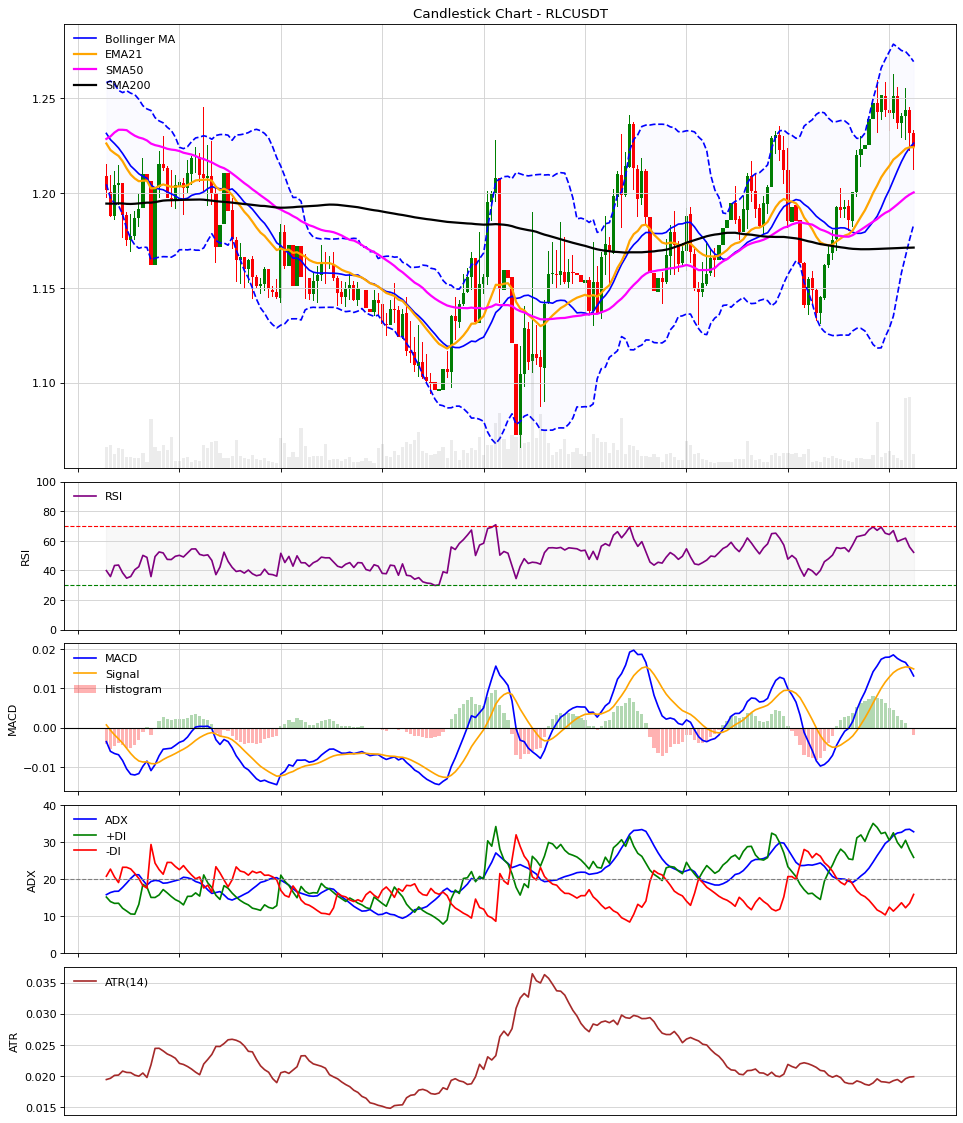 Candlestick Chart - RLCUSDT
Bollinger MA
EMA21
SMA50
SMA200
1.25
1.20
1.15
1.10
RSI
100
80
60
40
20
0
RSI
MACD
Signal
Histogram
0.02
0.01
0.00
−0.01
MACD
ADX
+DI
-DI
40
30
20
10
0
ADX
ATR(14)
0.035
0.030
0.025
0.020
0.015
ATR